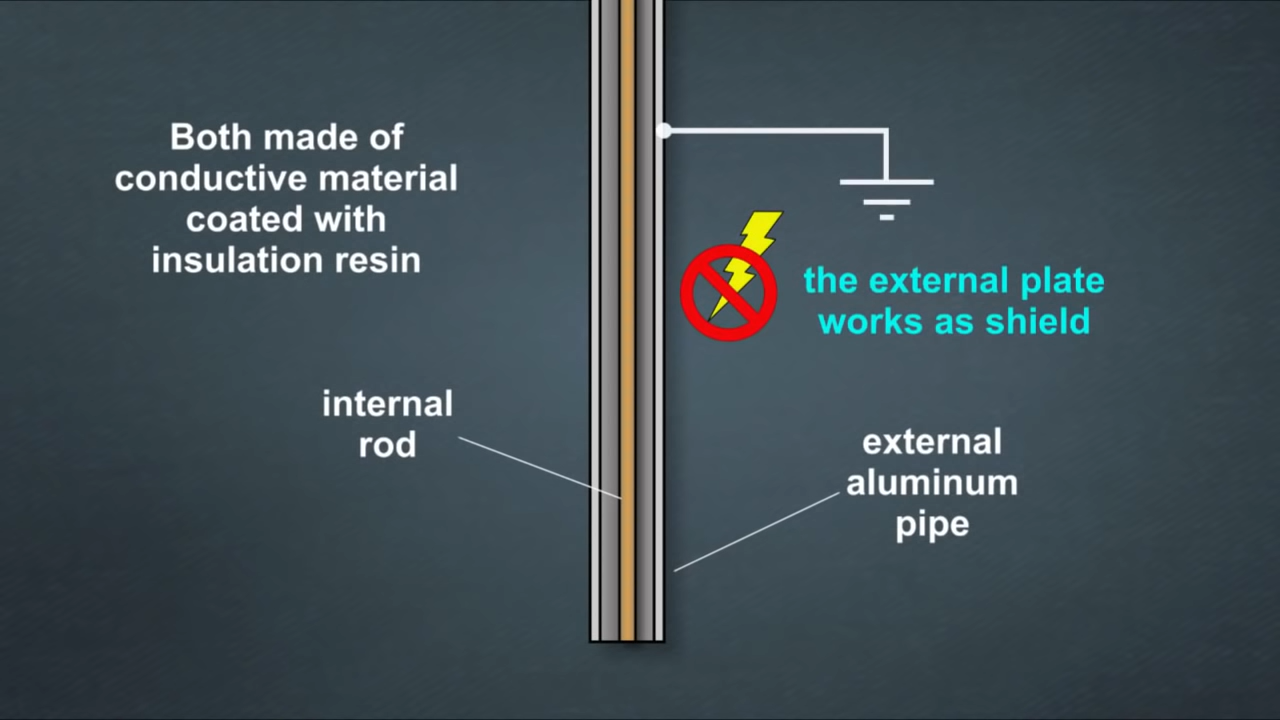 Both made of
conductive material
coated with
insulation resin
the external plate
works as shield
internal
rod
external
aluminum
pipe